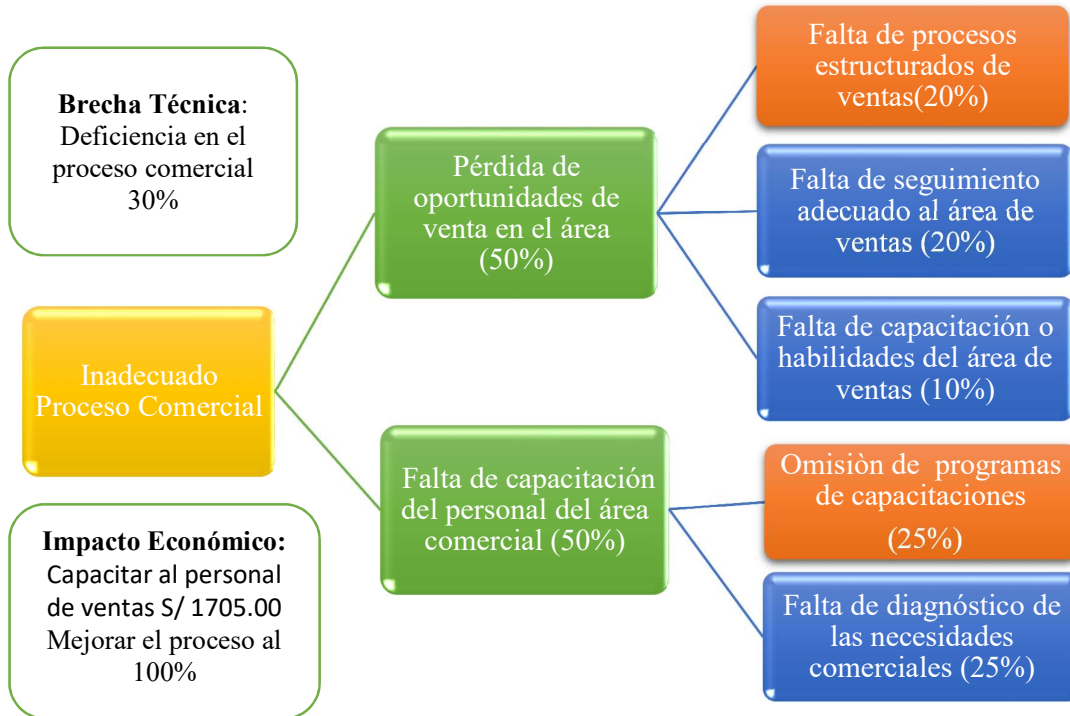 Brecha Técnica:
Deficiencia en el
proceso comercial
30%
Inadecuado
Proceso Comercial
Impacto Económico:
Capacitar al personal
de ventas S/ 1705.00
Mejorar el proceso al
100%
Pérdida de
oportunidades de
venta en el área
(50%)
Falta de capacitación
del personal del área
comercial (50%)
Falta de procesos
estructurados de
ventas(20%)
Falta de seguimiento
adecuado al área de
ventas (20%)
Falta de capacitación o
habilidades del área de
ventas (10%)
Omisiòn de programas
de capacitaciones
(25%)
Falta de diagnóstico de
las necesidades
comerciales (25%)